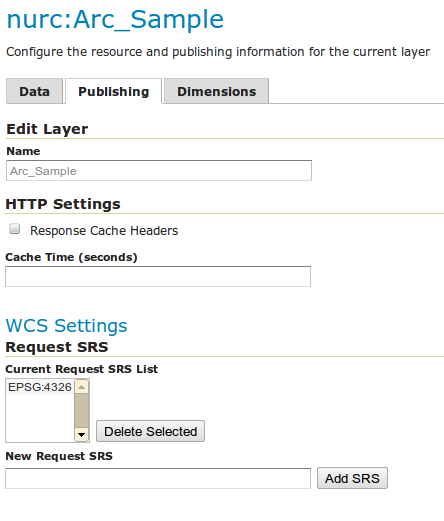 nurc:Arc_Sample
Configure the resource and publishing information for the current layer
Data Publishing Dimensions
Edit Layer
Name
Arc_Sample
HTTP Settings
Response Cache Headers
Cache Time (seconds)
WCS Settings
Request SRS
Current Request SRS List
EPSG:4326
Delete Selected
New Request SRS
Add SRS